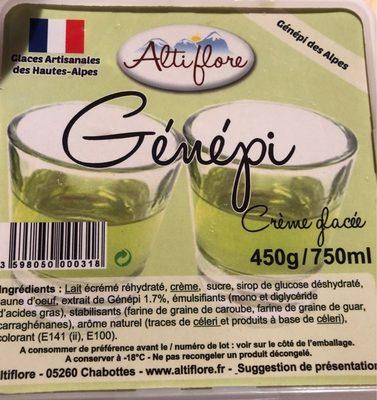 Glaces Artisanales
des Hautes-Alpes
Alti flore
Génépi des Alpes
Génépi
Crème glacée
450g/750ml
3 598050 000318
Ingrédients : Lait écrémé réhydraté, crème, sucre, sirop de glucose déshydraté,
jaune d'oeuf, extrait de Génépi 1.7%, émulsifiants (mono et diglycéride
d'acides gras), stabilisants (farine de graine de caroube, farine de graine de guar,
carraghénanes), arôme naturel (traces de céleri et produits à base de céleri),
colorant (E141 (ii), E100).
A consommer de préférence avant le / numéro de lot : voir sur le côté de l'emballage.
A conserver à -18°C - Ne pas recongeler un produit décongelé.
Altiflore - 05260 Chabottes - www.altiflore.fr - Suggestion de présentation